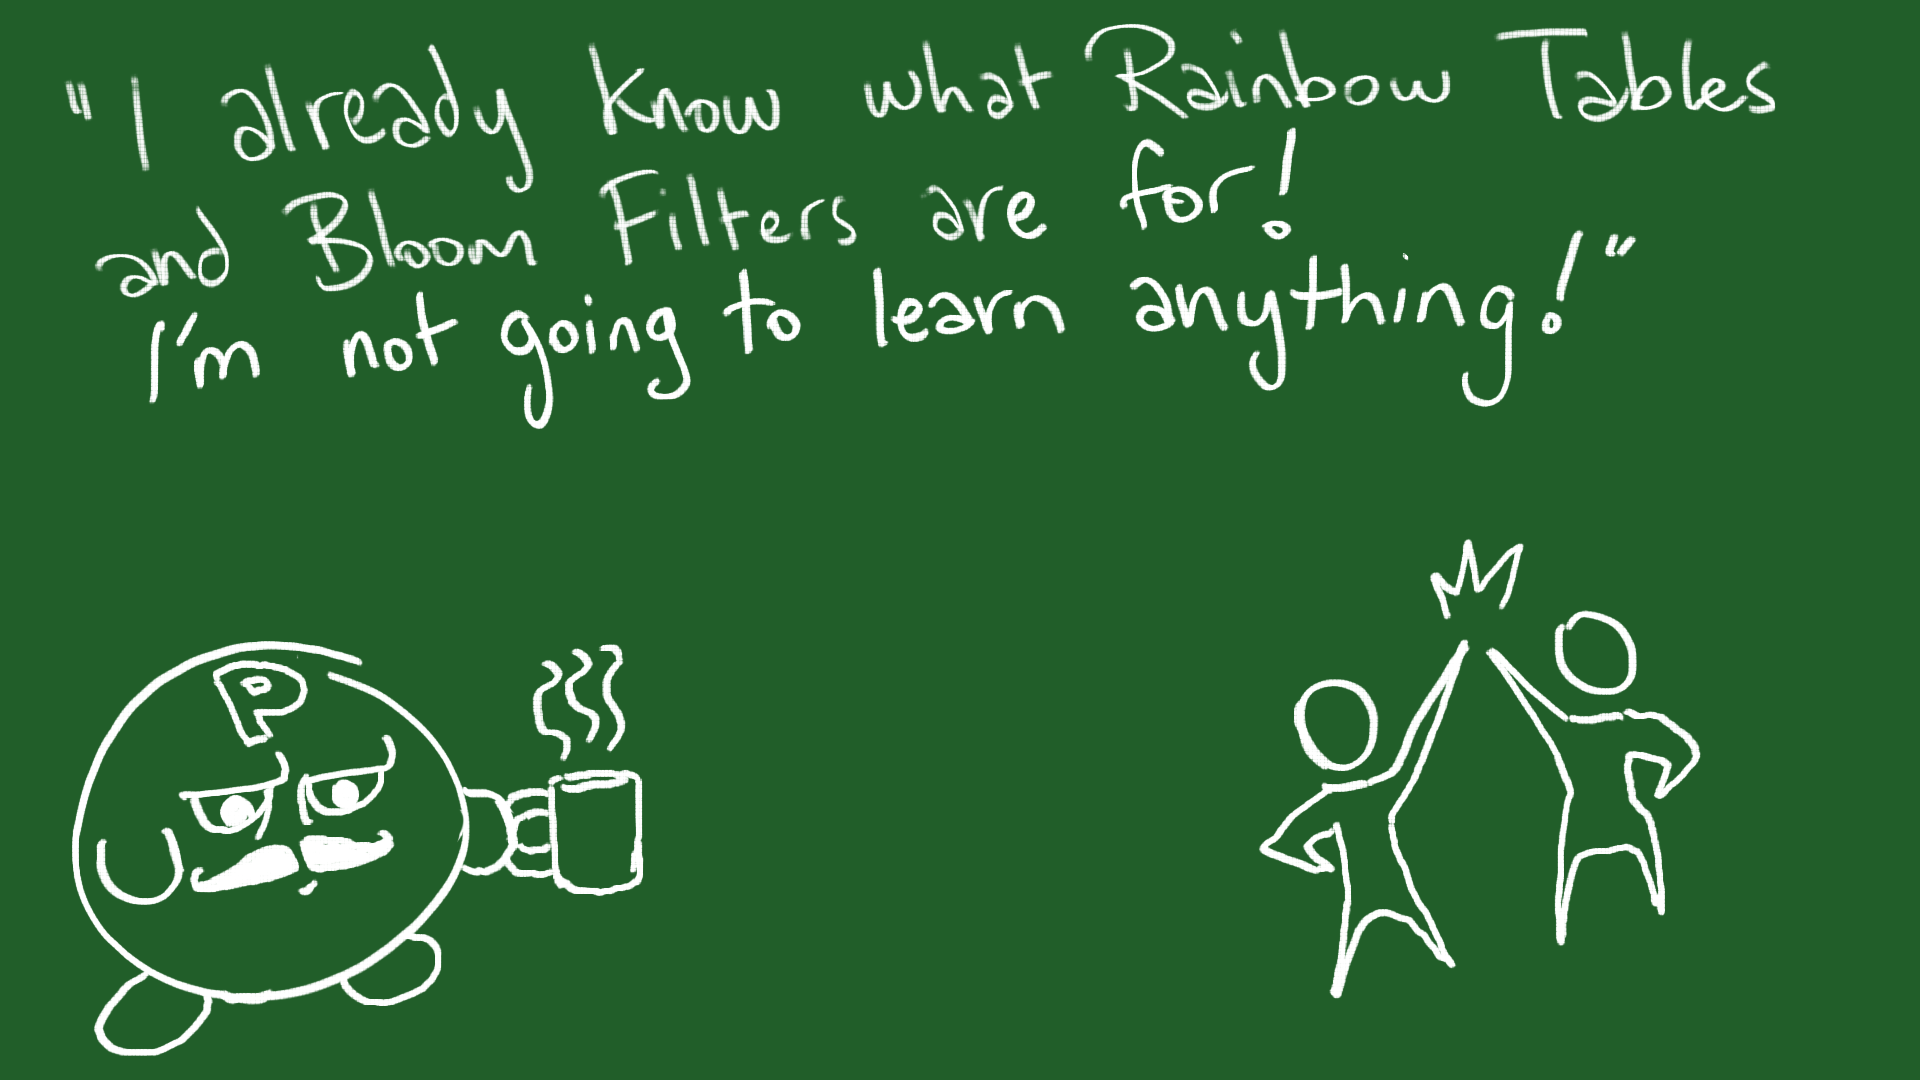 "I already know what Rainbow Tables
and Bloom Filters are for!
I'm not going to learn anything!"
P